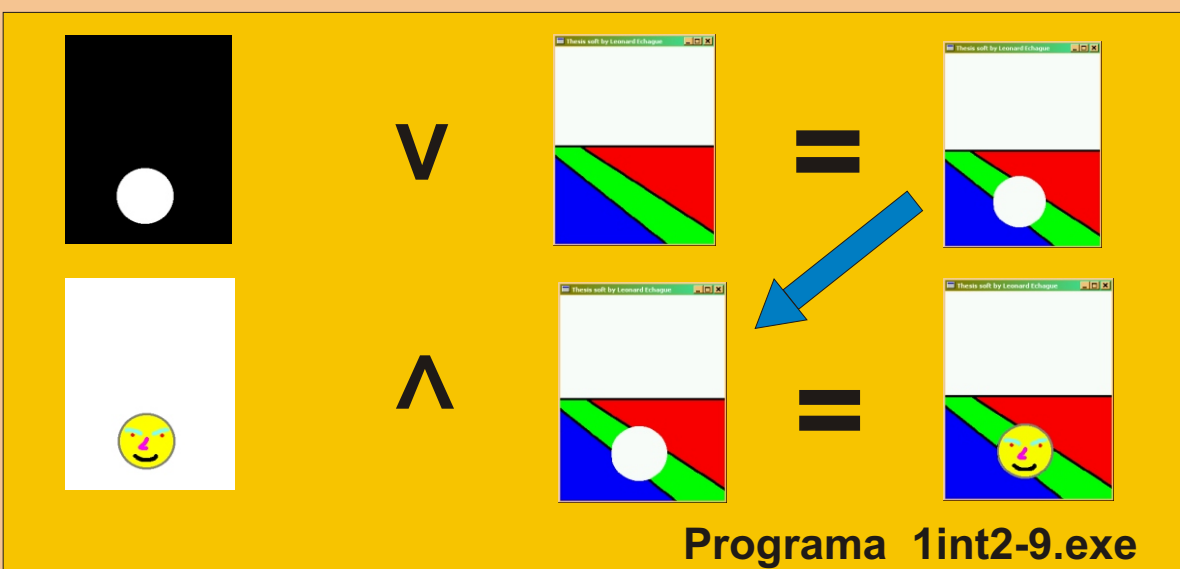 Thesis soft by Leonard Echague
Thesis soft by Leonard Echague
V =
Thesis soft by Leonard Echague
Thesis soft by Leonard Echague
Λ =
Programa 1int2-9.exe